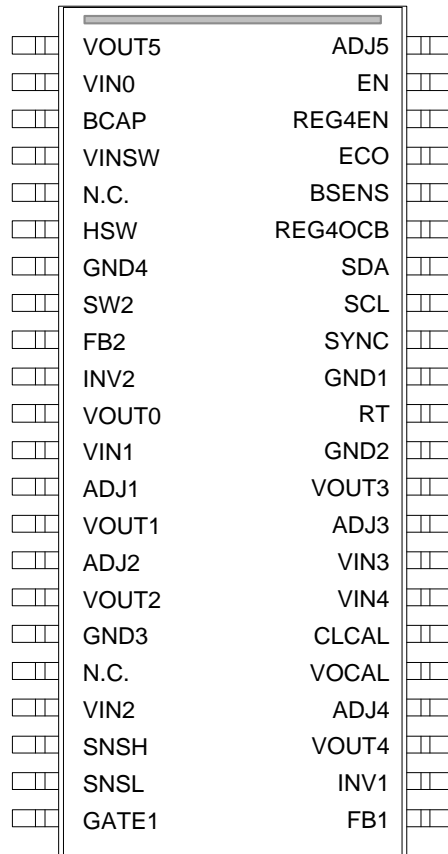 VOUT5 ADJ5
VIN0 EN
BCAP REG4EN
VINSW ECO
N.C. BSENS
HSW REG4OCB
GND4 SDA
SW2 SCL
FB2 SYNC
INV2 GND1
VOUT0 RT
VIN1 GND2
ADJ1 VOUT3
VOUT1 ADJ3
ADJ2 VIN3
VOUT2 VIN4
GND3 CLCAL
N.C. VOCAL
VIN2 ADJ4
SNSH VOUT4
SNSL INV1
GATE1 FB1